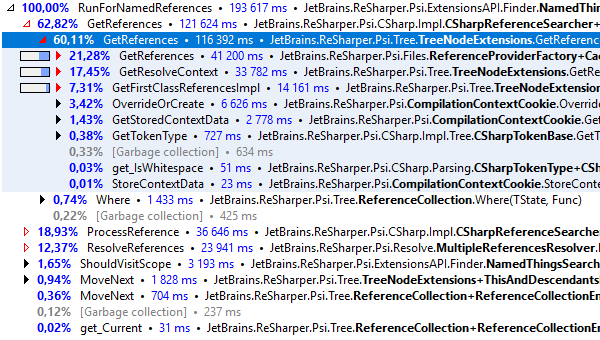 100,00% RunForNamedReferences • 193 617 ms • JetBrains.ReSharper.Psi.ExtensionsAPI.Finder.NamedThing
62,82% GetReferences • 121 624 ms • JetBrains.ReSharper.Psi.CSharp.Impl.CSharpReferenceSearcher+
60,11% GetReferences • 116 392 ms • JetBrains.ReSharper.Psi.Tree.TreeNodeExtensions.GetReferenc
21,28% GetReferences • 41 200 ms • JetBrains.ReSharper.Psi.Files.ReferenceProviderFactory+Cac
17,45% GetResolveContext • 33 782 ms • JetBrains.ReSharper.Psi.Tree.TreeNodeExtensions.GetRe
7,31% GetFirstClassReferencesImpl • 14 161 ms • JetBrains.ReSharper.Psi.Tree.TreeNodeExtension
3,42% OverrideOrCreate • 6 626 ms • JetBrains.ReSharper.Psi.CompilationContextCookie.Overrid
1,43% GetStoredContextData • 2 778 ms • JetBrains.ReSharper.Psi.CompilationContextCookie.Get
0,38% GetTokenType • 727 ms • JetBrains.ReSharper.Psi.CSharp.Impl.Tree.CSharpTokenBase.GetT
0,33% [Garbage collection] • 634 ms
0,03% get_IsWhitespace • 51 ms • JetBrains.ReSharper.Psi.CSharp.Parsing.CSharpTokenType+CS
0,01% StoreContextData • 23 ms • JetBrains.ReSharper.Psi.CompilationContextCookie.StoreConte
0,74% Where • 1 433 ms • JetBrains.ReSharper.Psi.Tree.ReferenceCollection.Where(TState, Func)
0,22% [Garbage collection] • 425 ms
18,93% ProcessReference • 36 646 ms • JetBrains.ReSharper.Psi.CSharp.Impl.CSharpReferenceSearche
12,37% ResolveReferences • 23 941 ms • JetBrains.ReSharper.Psi.Resolve.MultipleReferencesResolver.
1,65% ShouldVisitScope • 3 193 ms • JetBrains.ReSharper.Psi.ExtensionsAPI.Finder.NamedThingsSearch
0,94% MoveNext • 1 828 ms • JetBrains.ReSharper.Psi.Tree.TreeNodeExtensions+ThisAndDescendants
0,36% MoveNext • 704 ms • JetBrains.ReSharper.Psi.Tree.ReferenceCollection+ReferenceCollectionEn
0,12% [Garbage collection] • 237 ms
0,02% get_Current • 31 ms • JetBrains.ReSharper.Psi.Tree.ReferenceCollection+ReferenceCollectionEn